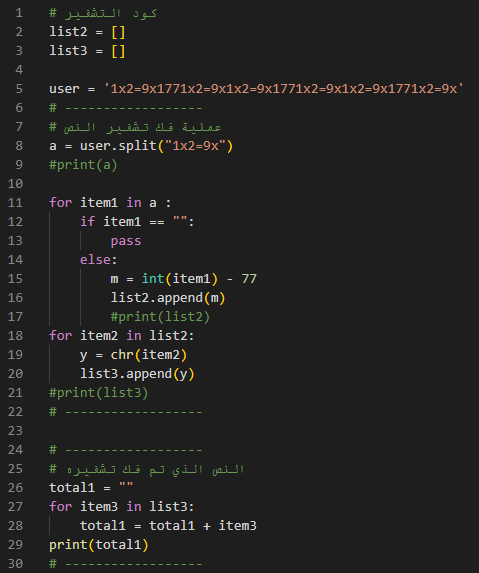 1 # كود التشفير
2 list2 = []
3 list3 = []
4
5 user = '1x2=9x1771x2=9x1x2=9x1771x2=9x1x2=9x1771x2=9x'
6 # ------------------
7 # عملية فك تشفير النص
8 a = user.split("1x2=9x")
9 #print(a)
10
11 for item1 in a :
12 if item1 == "":
13 pass
14 else:
15 m = int(item1) - 77
16 list2.append(m)
17 #print(list2)
18 for item2 in list2:
19 y = chr(item2)
20 list3.append(y)
21 #print(list3)
22 # ------------------
23
24 # ------------------
25 # النص الذي تم فك تشفيره
26 total1 = ""
27 for item3 in list3:
28 total1 = total1 + item3
29 print(total1)
30 # ------------------